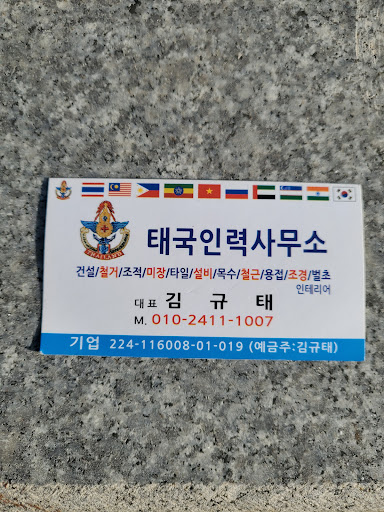 THAILAND
태국인력사무소
건설/철거/조적/미장/타일/설비/목수/철근/용접/조경/벌초
인테리어
대표 김 규 태
M. 010-2411-1007
기업 224-116008-01-019 (예금주:김규태)